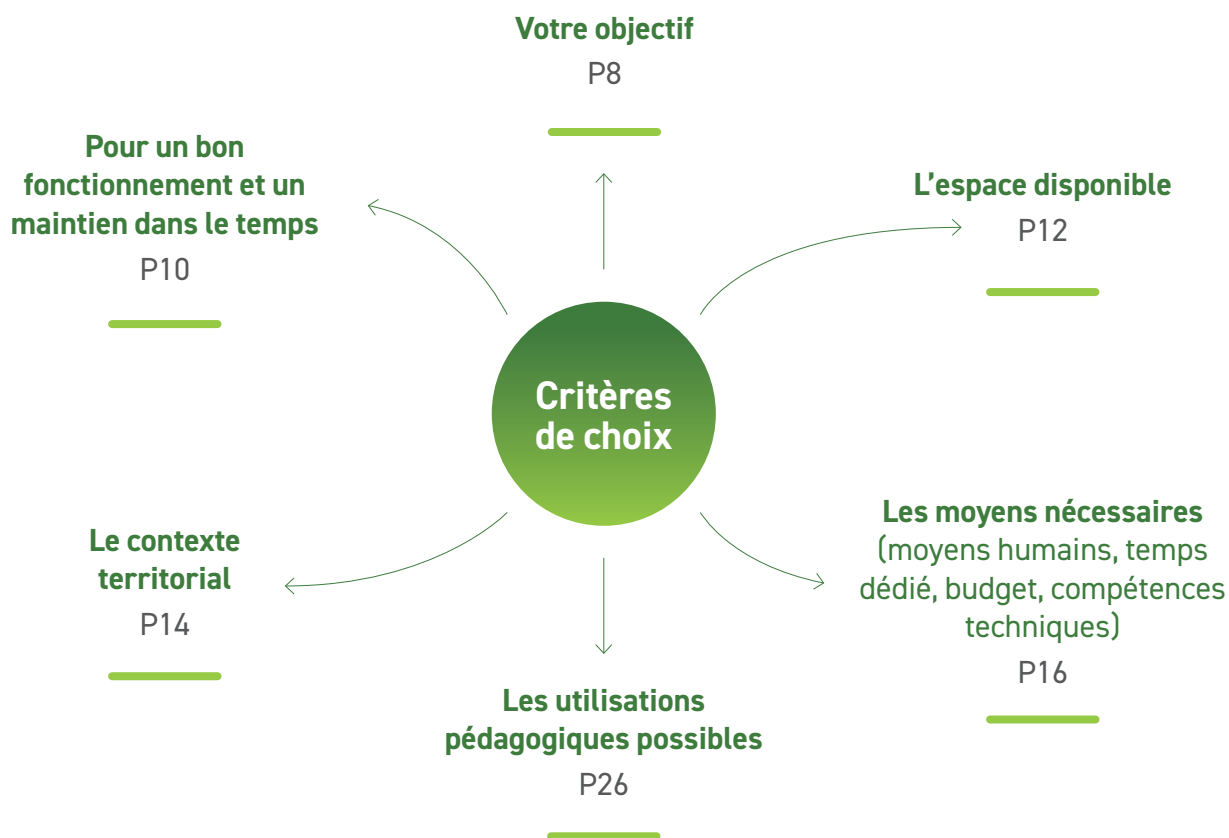 Votre objectif
P8
Pour un bon
fonctionnement et un
maintien dans le temps
P10
L’espace disponible
P12
Critères
de choix
Le contexte
territorial
P14
Les moyens nécessaires
(moyens humains, temps
dédié, budget, compétences
techniques)
P16
Les utilisations
pédagogiques possibles
P26